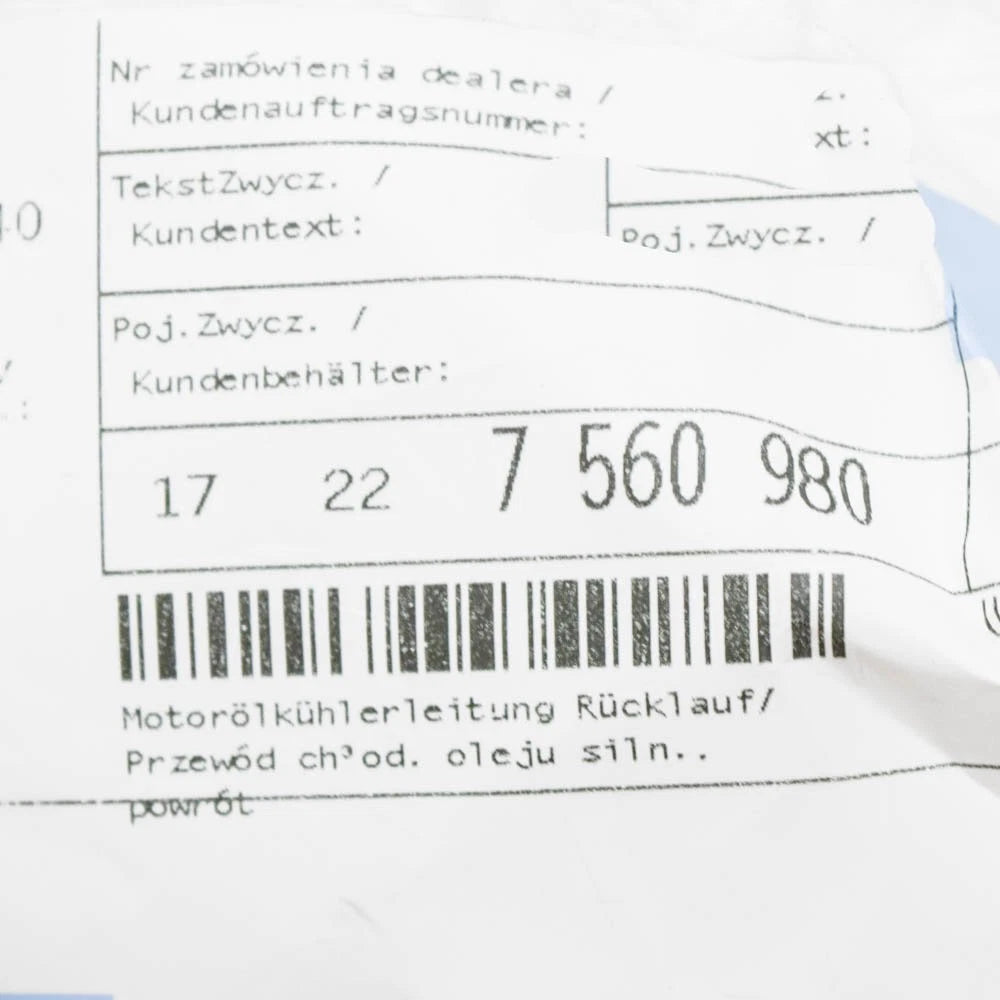 Nr zamówienia dealera /
Kundenauftragsnummer:
xt:
TekstZwycz. /
Kundentext:
Poj.Zwycz. /
Poj.Zwycz. /
Kundenbehälter:
17 22 7 560 980
Motorölkühlerleitung Rücklauf/
Przewód ch³od. oleju siln..
powrót